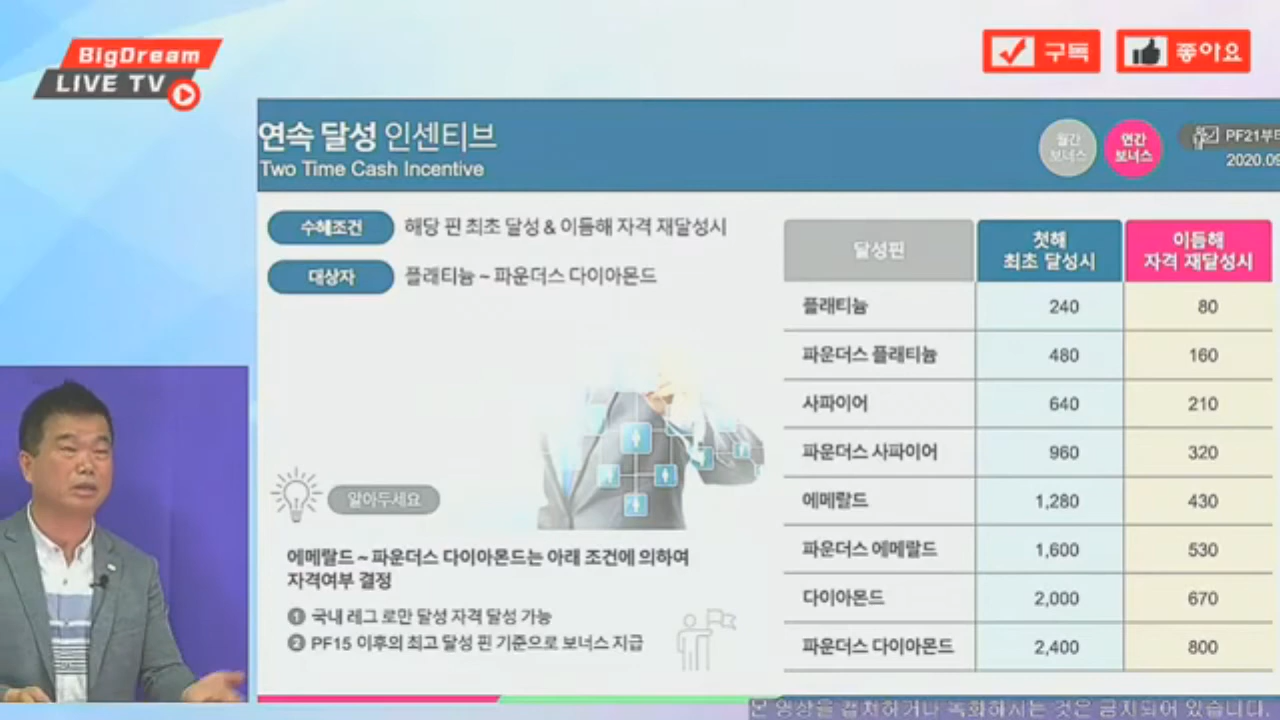 BigDream
LIVE TV
구독
좋아요
연속 달성 인센티브
Two Time Cash Incentive
월간
보너스
연간
보너스
PF21부터
2020.09
수혜조건
해당 핀 최초 달성 & 이듬해 자격 재달성시
대상자
플래티늄 ~ 파운더스 다이아몬드
달성핀
첫해
최초 달성시
이듬해
자격 재달성시
플래티늄 240 80
파운더스 플래티늄 480 160
사파이어 640 210
파운더스 사파이어 960 320
에메랄드 1,280 430
파운더스 에메랄드 1,600 530
다이아몬드 2,000 670
파운더스 다이아몬드 2,400 800
알아두세요
에메랄드 ~ 파운더스 다이아몬드는 아래 조건에 의하여
자격여부 결정
1 국내 레그 로만 달성 자격 달성 가능
2 PF15 이후의 최고 달성 핀 기준으로 보너스 지급
본 영상을 캡처하거나 녹화하시는 것은 금지되어 있습니다.